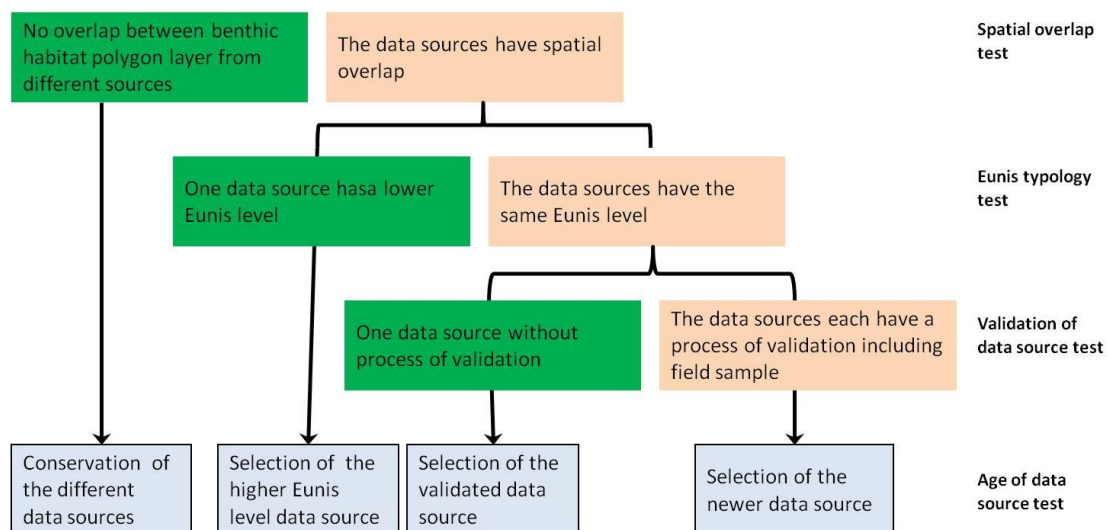 No overlap between benthic
habitat polygon layer from
different sources
The data sources have spatial
overlap
Spatial overlap
test
One data source hasa lower
Eunis level
The data sources have the
same Eunis level
Eunis typology
test
One data source without
process of validation
The data sources each have a
process of validation including
field sample
Validation of
data source test
Conservation of
the different
data sources
Selection of the
higher Eunis
level data source
Selection of the
validated data
source
Selection of the
newer data source
Age of data
source test